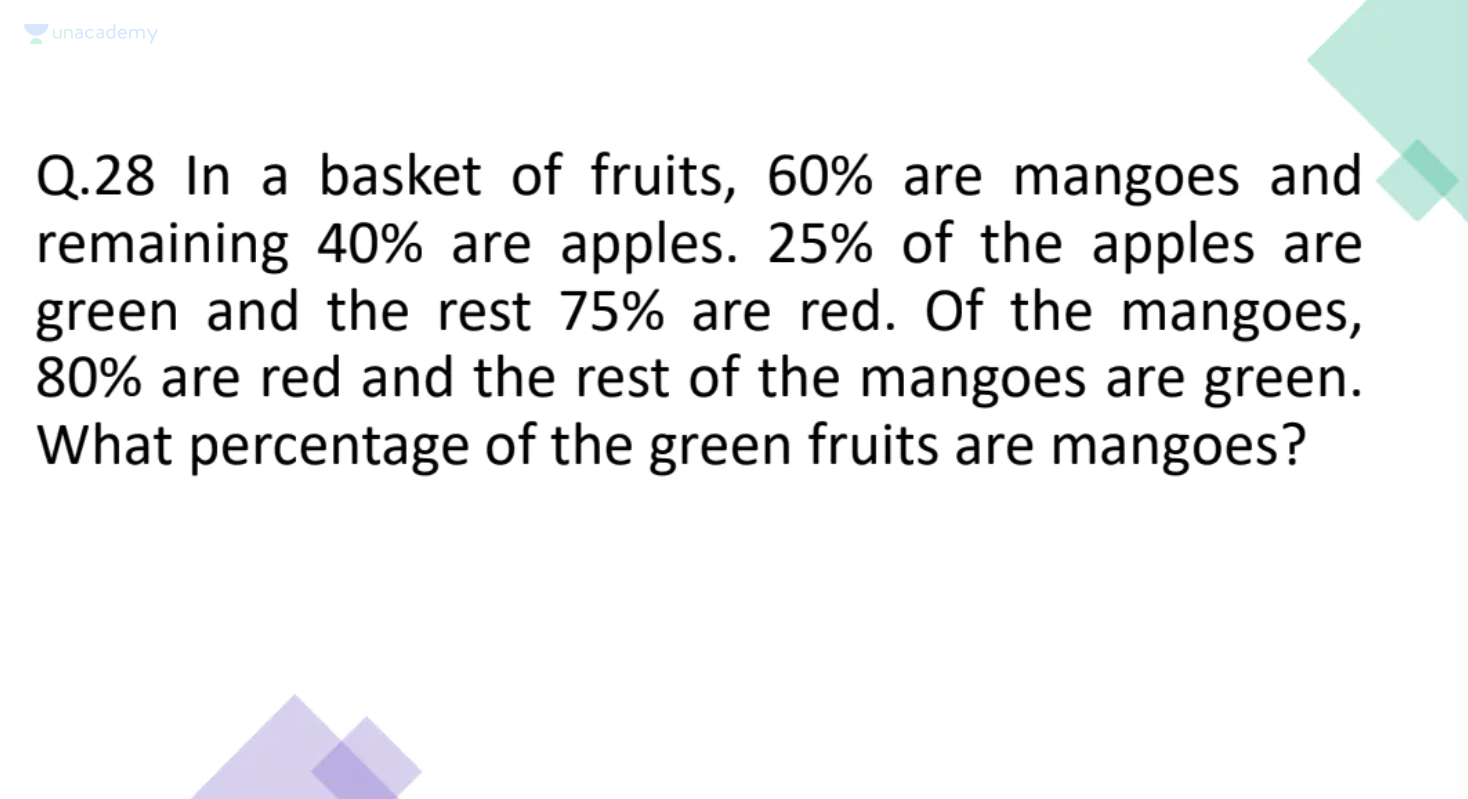 unacademy
Q.28 In a basket of fruits, 60% are mangoes and
remaining 40% are apples. 25% of the apples are
green and the rest 75% are red. Of the mangoes,
80% are red and the rest of the mangoes are green.
What percentage of the green fruits are mangoes?